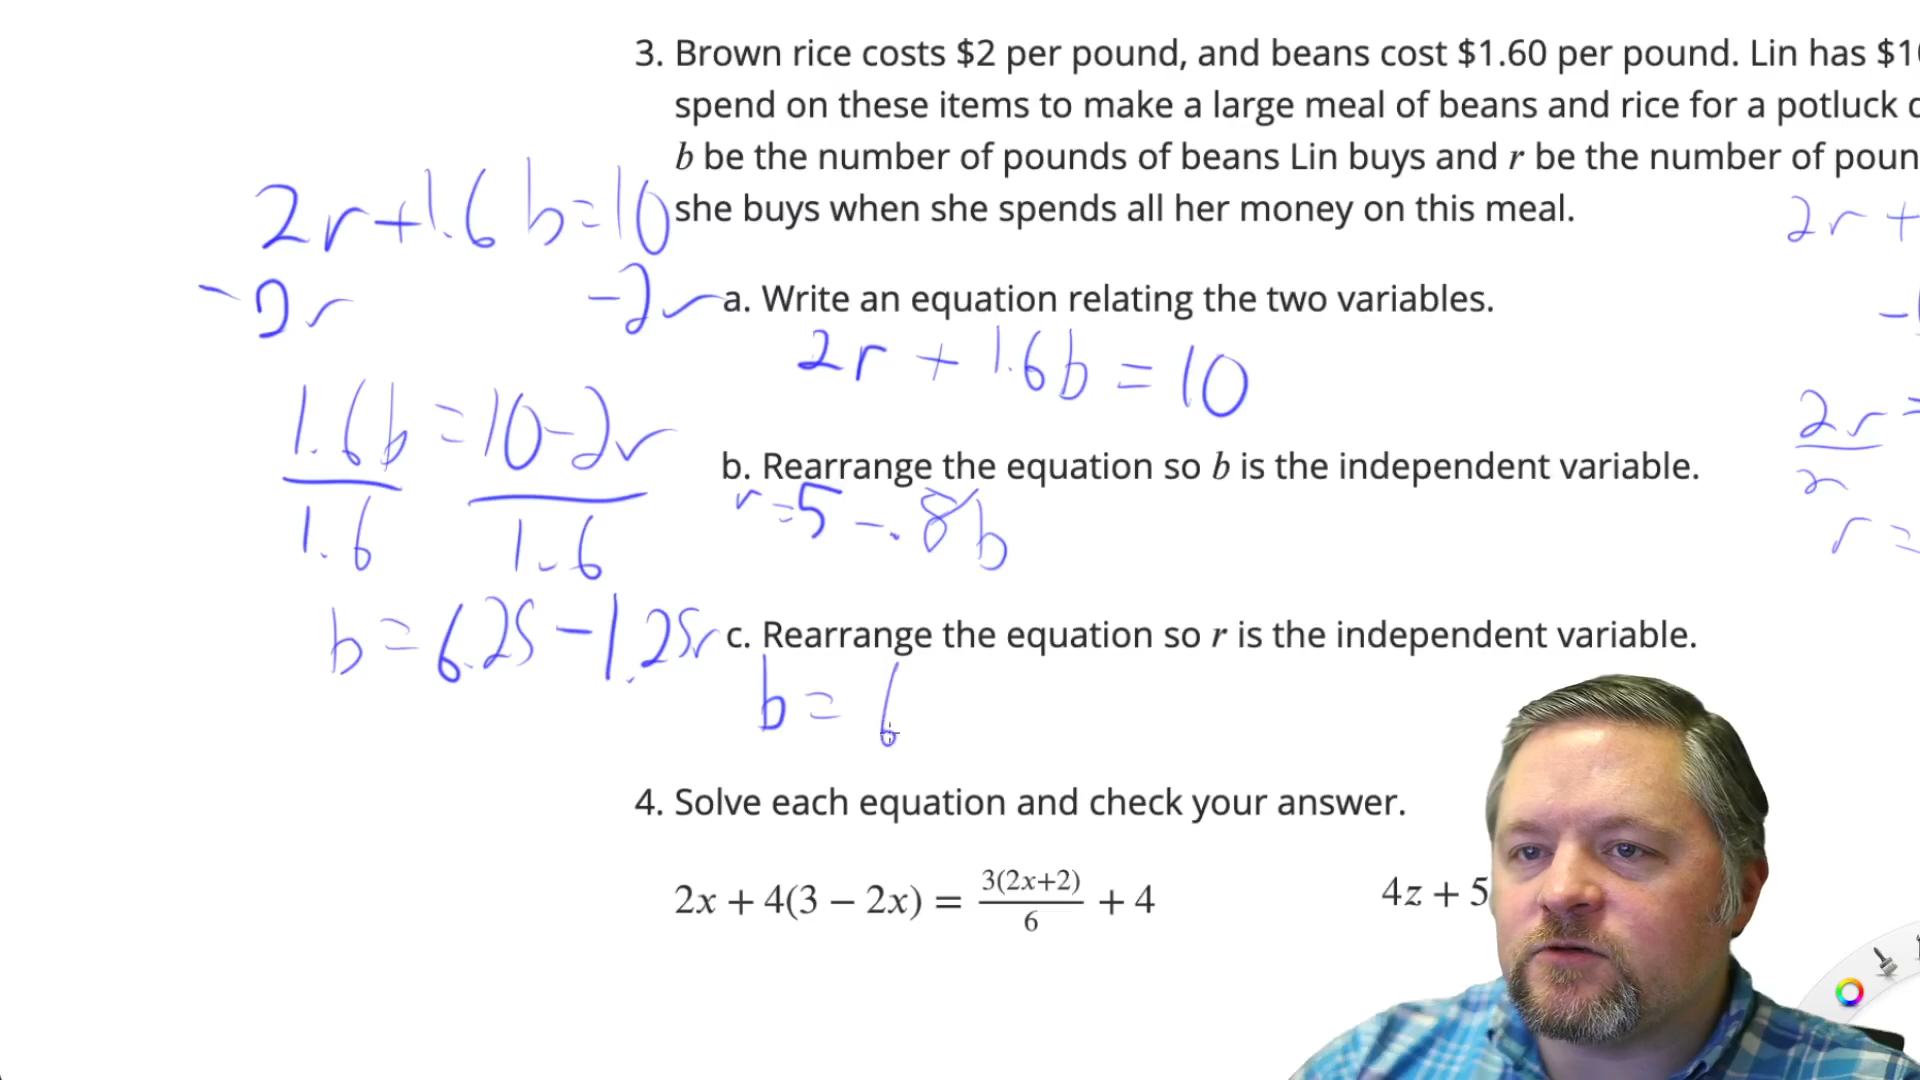 3. Brown rice costs $2 per pound, and beans cost $1.60 per pound. Lin has $1
spend on these items to make a large meal of beans and rice for a potluck
b be the number of pounds of beans Lin buys and r be the number of poun
she buys when she spends all her money on this meal.
2r+1.6b=10
-2r -2r
1.6b=10-2r
1.6 1.6
b=6.25-1.25r
a. Write an equation relating the two variables.
2r + 1.6b = 10
b. Rearrange the equation so b is the independent variable.
r=5-.8b
c. Rearrange the equation so r is the independent variable.
b=6
2r+
-1
2r=
2
r=
4. Solve each equation and check your answer.
2x + 4(3 − 2x) = 3(2x+2)/6 + 4
4z + 5